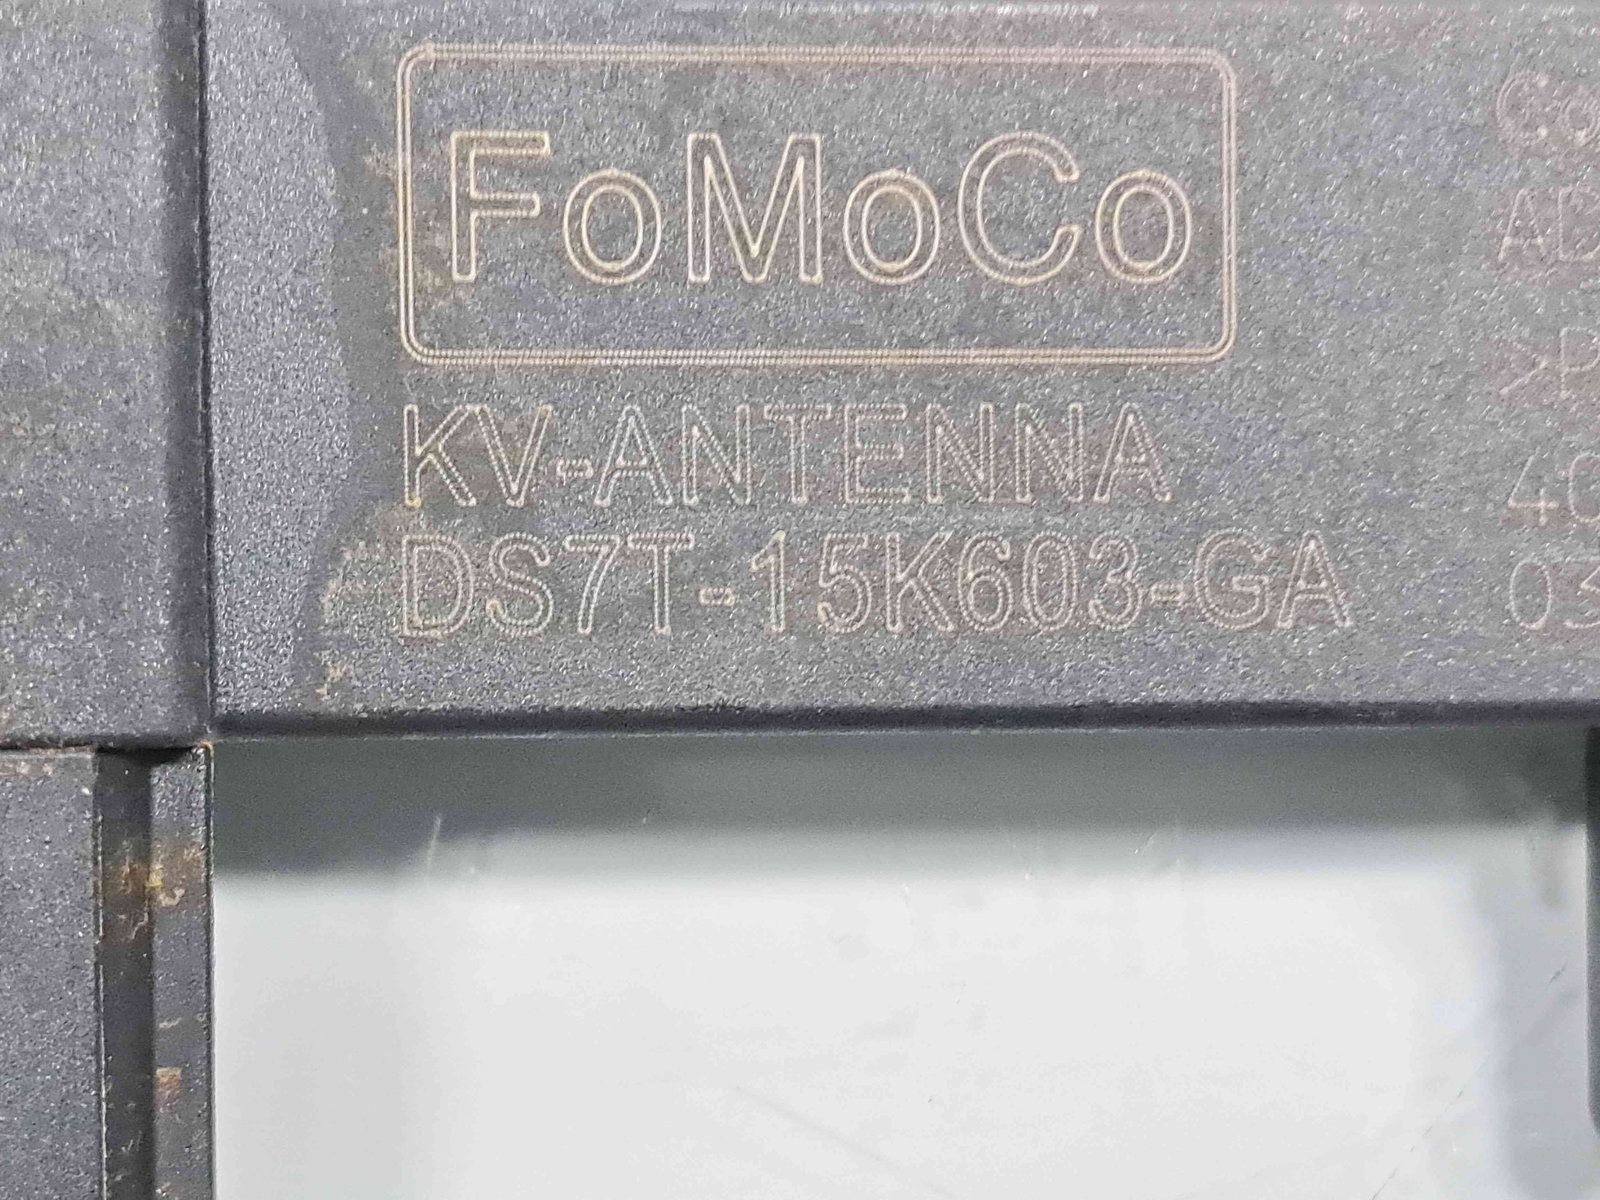 FoMoCo
KV-ANTENNA
DS7T-15K603-GA